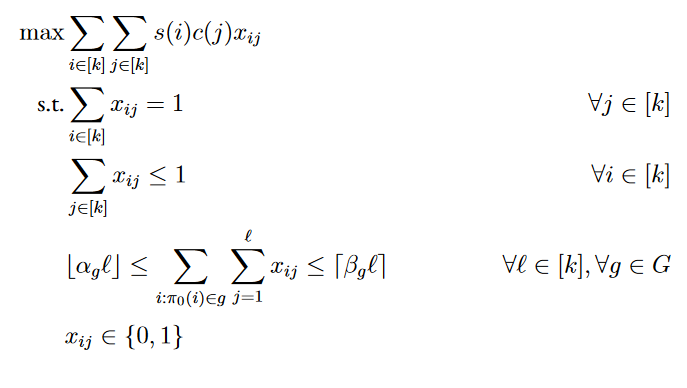 max ∑_{i∈[k]} ∑_{j∈[k]} s(i)c(j)x_{ij}
s.t. ∑_{i∈[k]} x_{ij} = 1 ∀j ∈ [k]
∑_{j∈[k]} x_{ij} ≤ 1 ∀i ∈ [k]
⌊α_g ℓ⌋ ≤ ∑_{i:π_0(i)∈g} ∑_{j=1}^{ℓ} x_{ij} ≤ ⌈β_g ℓ⌉ ∀ℓ ∈ [k], ∀g ∈ G
x_{ij} ∈ {0, 1}